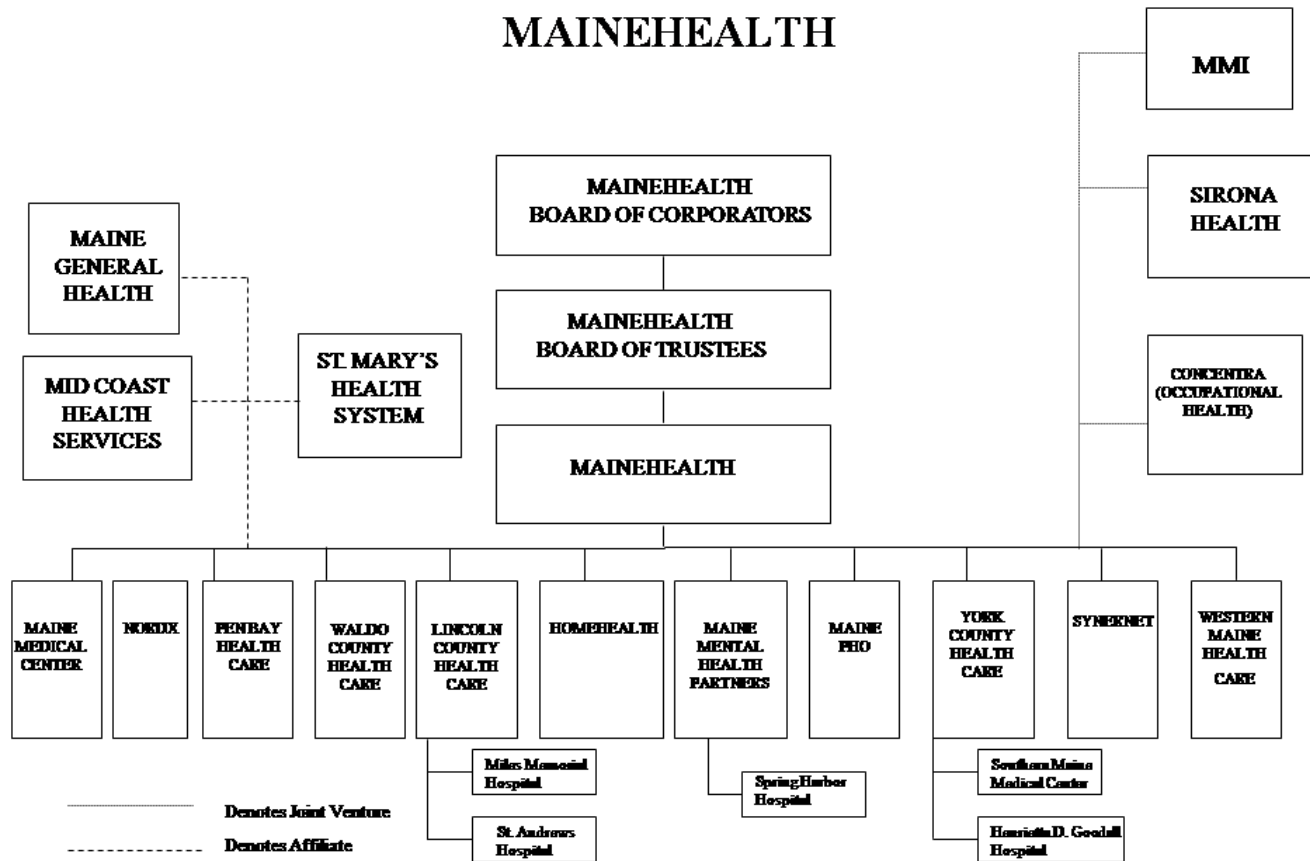 MAINEHEALTH
MMI
MAINEHEALTH
BOARD OF CORPORATORS
SIRONA
HEALTH
MAINE
GENERAL
HEALTH
MAINEHEALTH
BOARD OF TRUSTEES
ST. MARY'S
HEALTH
SYSTEM
MID COAST
HEALTH
SERVICES
CONCENTRA
(OCCUPATIONAL
HEALTH)
MAINEHEALTH
MAINE
MEDICAL
CENTER
NORDX
PEN BAY
HEALTH
CARE
WALDO
COUNTY
HEALTH
CARE
LINCOLN
COUNTY
HEALTH
CARE
HOMEHEALTH
MAINE
MENTAL
HEALTH
PARTNERS
MAINE
PHO
YORK
COUNTY
HEALTH
CARE
SYNERNET
WESTERN
MAINE
HEALTH
CARE
Miles Memorial
Hospital
St. Andrews
Hospital
Spring Harbor
Hospital
Southern Maine
Medical Center
Henrietta D. Goodall
Hospital
Denotes Joint Venture
Denotes Affiliate